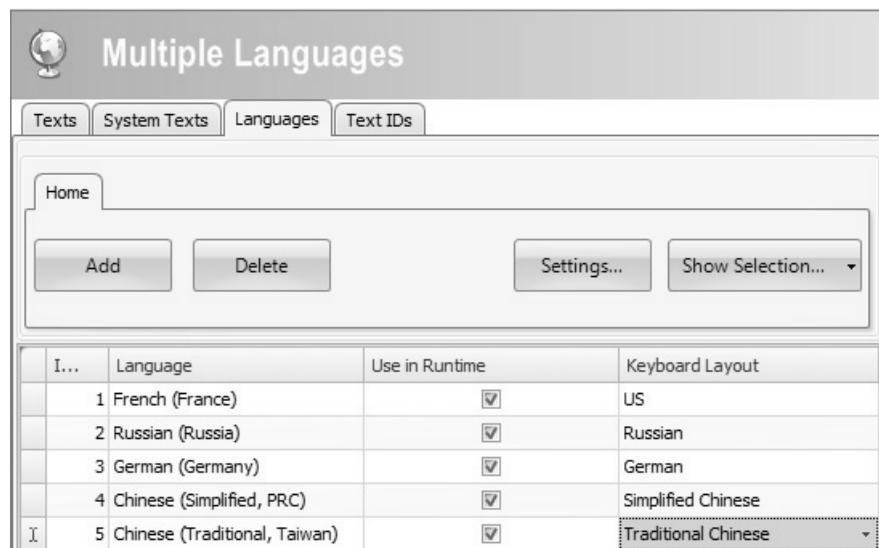 Multiple Languages
Texts System Texts Languages Text IDs
Home
Add Delete Settings... Show Selection...
I... Language Use in Runtime Keyboard Layout
1 French (France) US
2 Russian (Russia) Russian
3 German (Germany) German
4 Chinese (Simplified, PRC) Simplified Chinese
5 Chinese (Traditional, Taiwan) Traditional Chinese